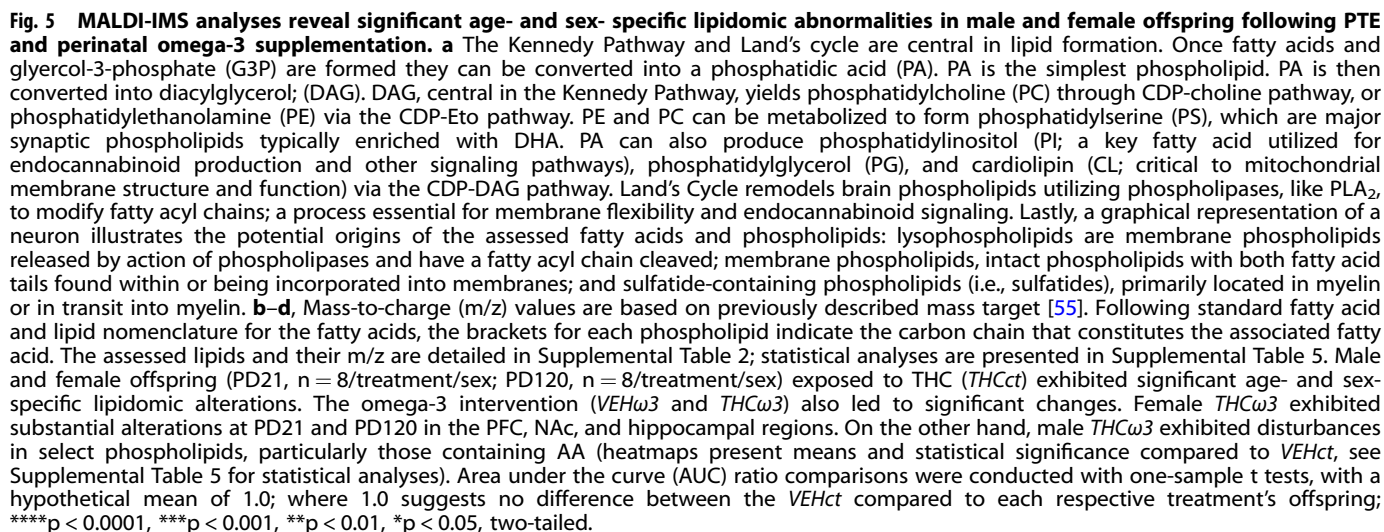 Fig. 5 MALDI-IMS analyses reveal significant age- and sex- specific lipidomic abnormalities in male and female offspring following PTE
and perinatal omega-3 supplementation. a The Kennedy Pathway and Land's cycle are central in lipid formation. Once fatty acids and
glyercol-3-phosphate (G3P) are formed they can be converted into a phosphatidic acid (PA). PA is the simplest phospholipid. PA is then
converted into diacylglycerol; (DAG). DAG, central in the Kennedy Pathway, yields phosphatidylcholine (PC) through CDP-choline pathway, or
phosphatidylethanolamine (PE) via the CDP-Eto pathway. PE and PC can be metabolized to form phosphatidylserine (PS), which are major
synaptic phospholipids typically enriched with DHA. PA can also produce phosphatidylinositol (PI; a key fatty acid utilized for
endocannabinoid production and other signaling pathways), phosphatidylglycerol (PG), and cardiolipin (CL; critical to mitochondrial
membrane structure and function) via the CDP-DAG pathway. Land's Cycle remodels brain phospholipids utilizing phospholipases, like PLA₂,
to modify fatty acyl chains; a process essential for membrane flexibility and endocannabinoid signaling. Lastly, a graphical representation of a
neuron illustrates the potential origins of the assessed fatty acids and phospholipids: lysophospholipids are membrane phospholipids
released by action of phospholipases and have a fatty acyl chain cleaved; membrane phospholipids, intact phospholipids with both fatty acid
tails found within or being incorporated into membranes; and sulfatide-containing phospholipids (i.e., sulfatides), primarily located in myelin
or in transit into myelin. b–d, Mass-to-charge (m/z) values are based on previously described mass target [55]. Following standard fatty acid
and lipid nomenclature for the fatty acids, the brackets for each phospholipid indicate the carbon chain that constitutes the associated fatty
acid. The assessed lipids and their m/z are detailed in Supplemental Table 2; statistical analyses are presented in Supplemental Table 5. Male
and female offspring (PD21, n = 8/treatment/sex; PD120, n = 8/treatment/sex) exposed to THC (THCct) exhibited significant age- and sex-
specific lipidomic alterations. The omega-3 intervention (VEHω3 and THCω3) also led to significant changes. Female THCω3 exhibited
substantial alterations at PD21 and PD120 in the PFC, NAc, and hippocampal regions. On the other hand, male THCω3 exhibited disturbances
in select phospholipids, particularly those containing AA (heatmaps present means and statistical significance compared to VEHct, see
Supplemental Table 5 for statistical analyses). Area under the curve (AUC) ratio comparisons were conducted with one-sample t tests, with a
hypothetical mean of 1.0; where 1.0 suggests no difference between the VEHct compared to each respective treatment's offspring;
****p < 0.0001, ***p < 0.001, **p < 0.01, *p < 0.05, two-tailed.